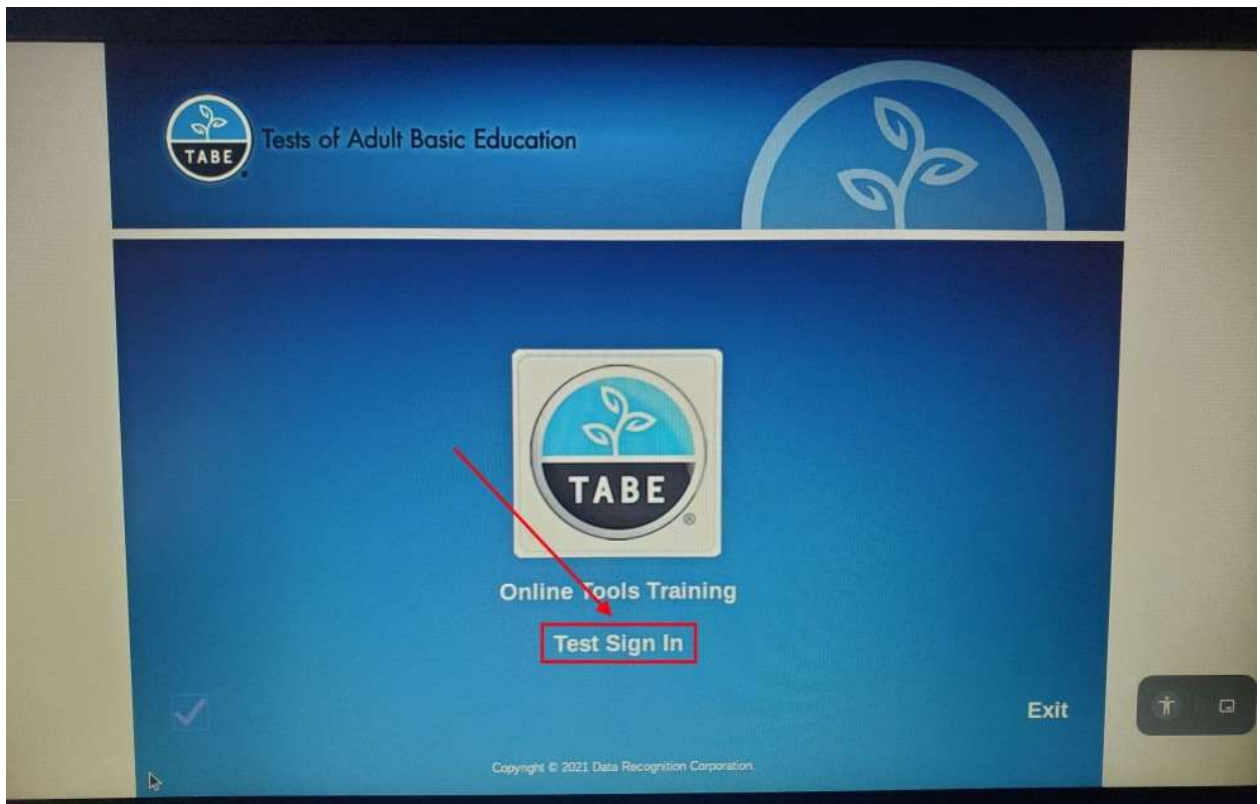 TABE
Tests of Adult Basic Education
TABE
®
Online Tools Training
Test Sign In
Exit
Copyright © 2021 Data Recognition Corporation.